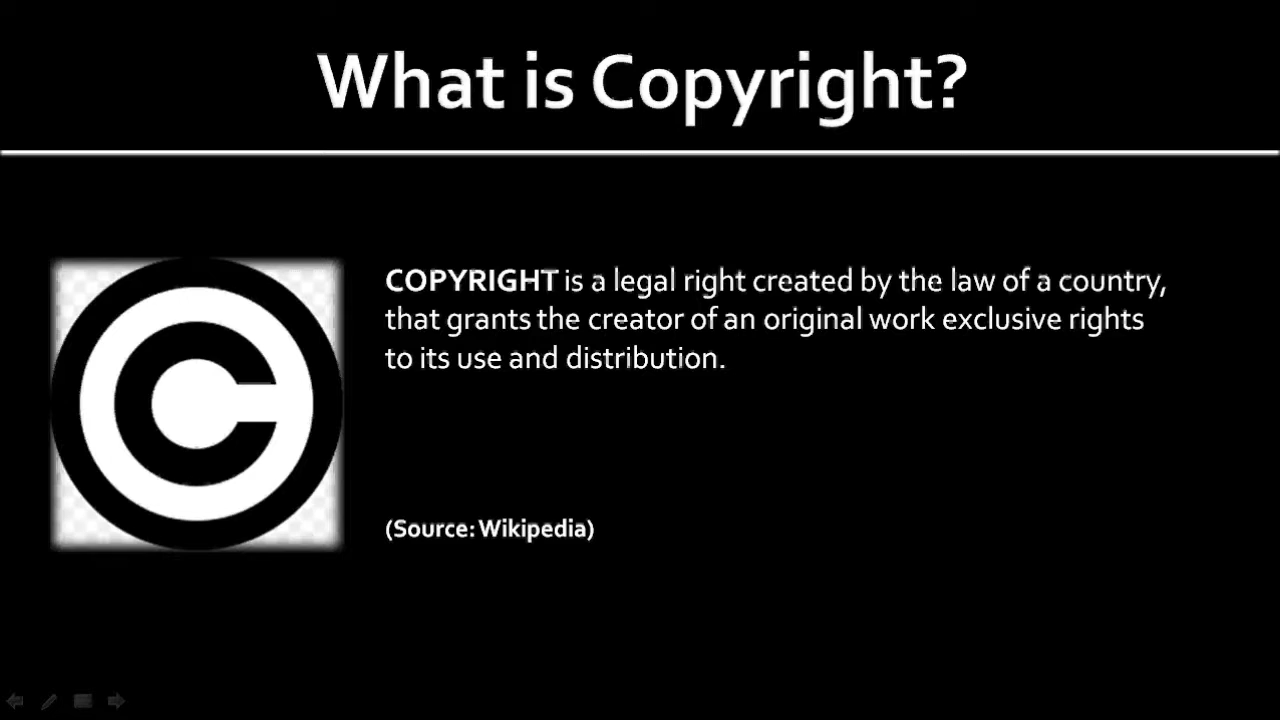 What is Copyright?
COPYRIGHT is a legal right created by the law of a country,
that grants the creator of an original work exclusive rights
to its use and distribution.
(Source: Wikipedia)